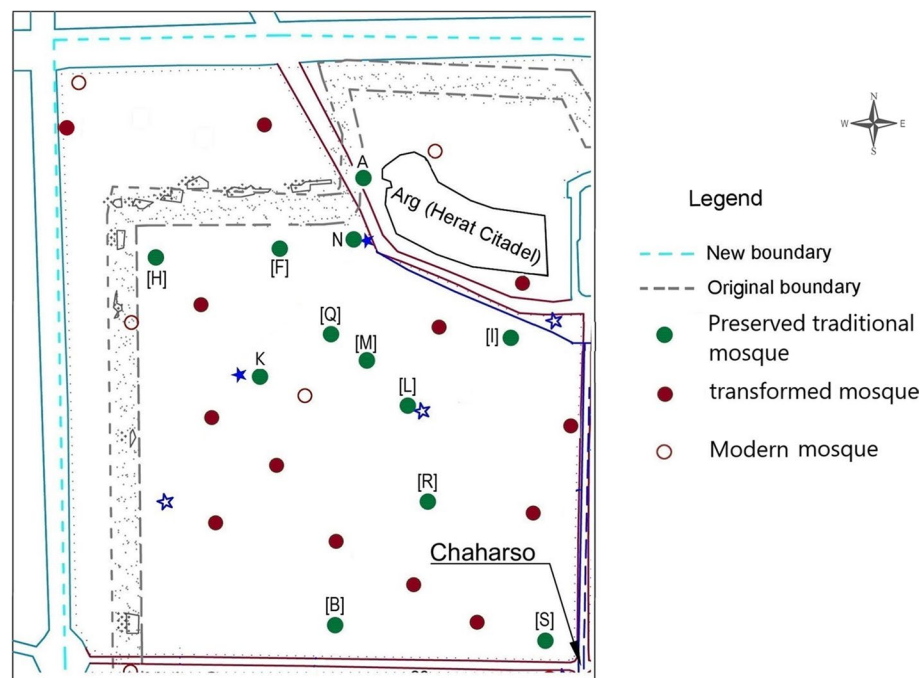 N
W E
S
A
Arg (Herat Citadel)
N
[H]
[F]
[Q]
[M]
[I]
K
[L]
[R]
Chaharso
[B]
[S]
Legend
New boundary
Original boundary
Preserved traditional
mosque
transformed mosque
Modern mosque